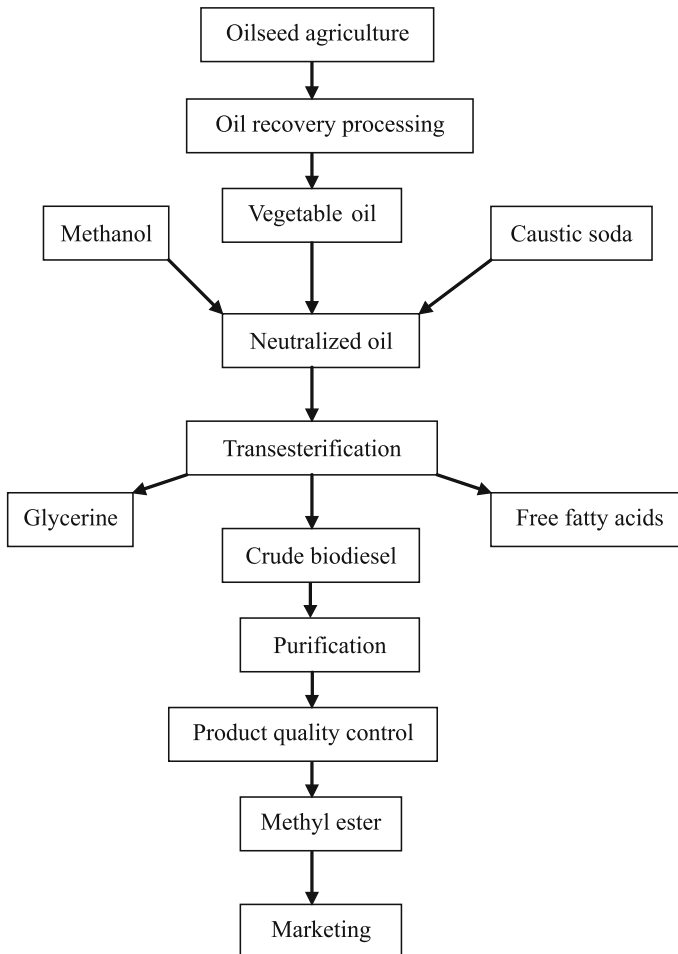 Oilseed agriculture
Oil recovery processing
Vegetable oil
Methanol
Caustic soda
Neutralized oil
Transesterification
Glycerine
Free fatty acids
Crude biodiesel
Purification
Product quality control
Methyl ester
Marketing